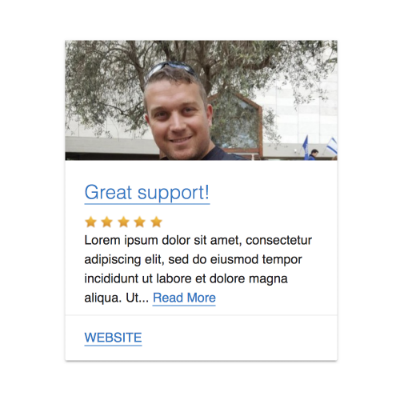 Great support!
Lorem ipsum dolor sit amet, consectetur
adipiscing elit, sed do eiusmod tempor
incididunt ut labore et dolore magna
aliqua. Ut... Read More
WEBSITE